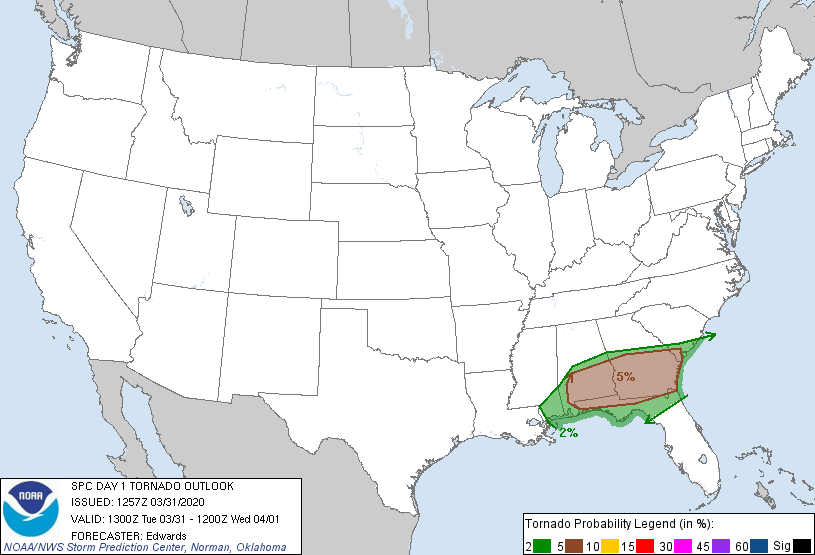 5%
2%
NOAA
SPC DAY 1 TORNADO OUTLOOK
ISSUED: 1257Z 03/31/2020
VALID: 1300Z Tue 03/31 - 1200Z Wed 04/01
FORECASTER: Edwards
NOAA/NWS Storm Prediction Center, Norman, Oklahoma
Tornado Probability Legend (in %):
2 5 10 15 30 45 60 Sig